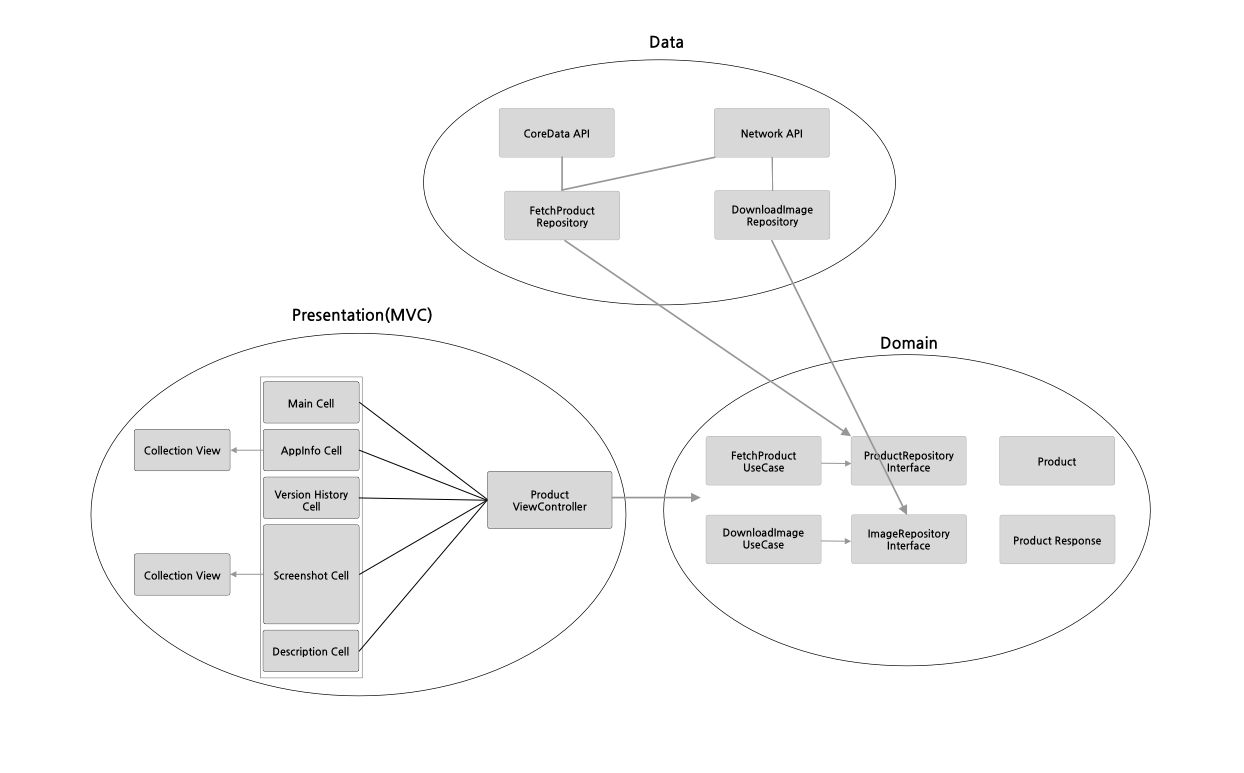 Data
CoreData API
Network API
FetchProduct
Repository
DownloadImage
Repository
Presentation(MVC)
Main Cell
Collection View
AppInfo Cell
Version History
Cell
Product
ViewController
Collection View
Screenshot Cell
Description Cell
Domain
FetchProduct
UseCase
ProductRepository
Interface
Product
DownloadImage
UseCase
ImageRepository
Interface
Product Response